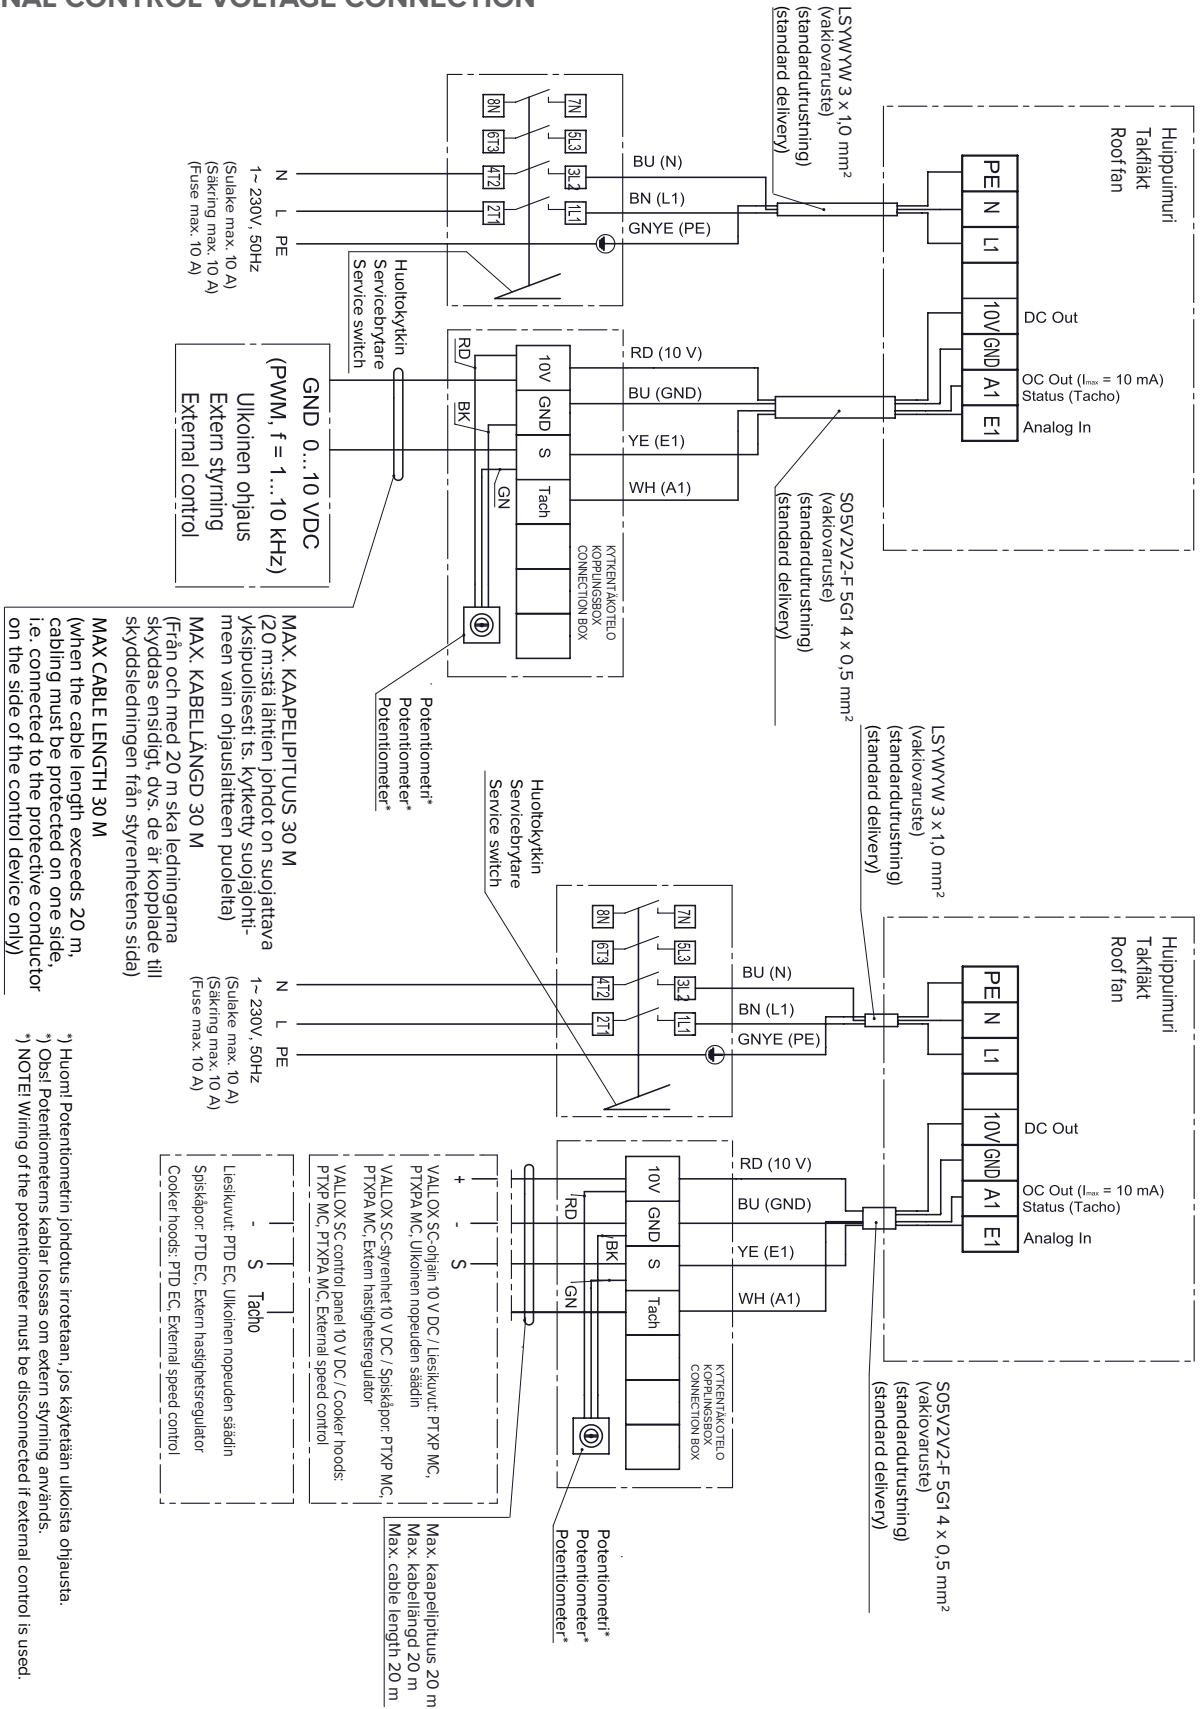 NAL CONTROL VOLTAGE CONNECTION
LSYWYW 3 x 1,0 mm²
(vakiovaruste)
(standardutrustning)
(standard delivery)
Huippuimuri
Takfläkt
Roof fan
PE
N
L1
10V
GND
A1
E1
DC Out
OC Out (Imax = 10 mA)
Status (Tacho)
Analog In
8N
7N
6T3
5L3
4T2
3L2
2T1
1L1
BU (N)
BN (L1)
GNYE (PE)
N
L
PE
1~ 230V, 50Hz
(Sulake max. 10 A)
(Säkring max. 10 A)
(Fuse max. 10 A)
Huoltokytkin
Servicebrytare
Service switch
RD (10 V)
BU (GND)
YE (E1)
WH (A1)
10V
GND
S
Tach
RD
BK
GN
KYTKENTÄKOTELO
KOPPLINGSBOX
CONNECTION BOX
S05V2V2-F 5G1 4 x 0,5 mm²
(vakiovaruste)
(standardutrustning)
(standard delivery)
GND 0...10 VDC
(PWM, f = 1...10 kHz)
Ulkoinen ohjaus
Extern styrning
External control
Potentiometri*
Potentiometer*
Potentiometer*
MAX. KAAPELIPITUUS 30 M
(20 m:stä lähtien johdot on suojattava
yksipuolisesti ts. kytketty suojajohti-
meen vain ohjauslaitteen puolelta)
MAX. KABELLÄNGD 30 M
(Från och med 20 m ska ledningarna
skyddas ensidigt, dvs. de är kopplade till
skyddsledningen från styrenhetens sida)
MAX CABLE LENGTH 30 M
(when the cable length exceeds 20 m,
cabling must be protected on one side,
i.e. connected to the protective conductor
on the side of the control device only)
LSYWYW 3 x 1,0 mm²
(vakiovaruste)
(standardutrustning)
(standard delivery)
Huippuimuri
Takfläkt
Roof fan
PE
N
L1
10V
GND
A1
E1
DC Out
OC Out (Imax = 10 mA)
Status (Tacho)
Analog In
Huoltokytkin
Servicebrytare
Service switch
8N
7N
6T3
5L3
4T2
3L2
2T1
1L1
BU (N)
BN (L1)
GNYE (PE)
N
L
PE
1~ 230V, 50Hz
(Sulake max. 10 A)
(Säkring max. 10 A)
(Fuse max. 10 A)
RD (10 V)
BU (GND)
YE (E1)
WH (A1)
10V
GND
S
Tach
RD
BK
GN
KYTKENTÄKOTELO
KOPPLINGSBOX
CONNECTION BOX
S05V2V2-F 5G1 4 x 0,5 mm²
(vakiovaruste)
(standardutrustning)
(standard delivery)
+
-
S
VALLOX SC-ohjain 10 V DC / Liesikuvut: PTXP MC,
PTXPA MC, Ulkoinen nopeuden säädin
VALLOX SC-styrenhet 10 V DC / Spiskåpor: PTXP MC,
PTXPA MC, Extern hastighetsregulator
VALLOX SC control panel 10 V DC / Cooker hoods:
PTXP MC, PTXPA MC, External speed control
-
S
Tacho
Liesikuvut: PTD EC, Ulkoinen nopeuden säädin
Spiskåpor: PTD EC, Extern hastighetsregulator
Cooker hoods: PTD EC, External speed control
Potentiometri*
Potentiometer*
Potentiometer*
Max. kaapelipituus 20 m
Max. kabellängd 20 m
Max. cable length 20 m
*) Huom! Potentiometrin johdotus irrotetaan, jos käytetään ulkoista ohjausta.
*) Obs! Potentiometerns kablar lossas om extern styrning används.
*) NOTE! Wiring of the potentiometer must be disconnected if external control is used.